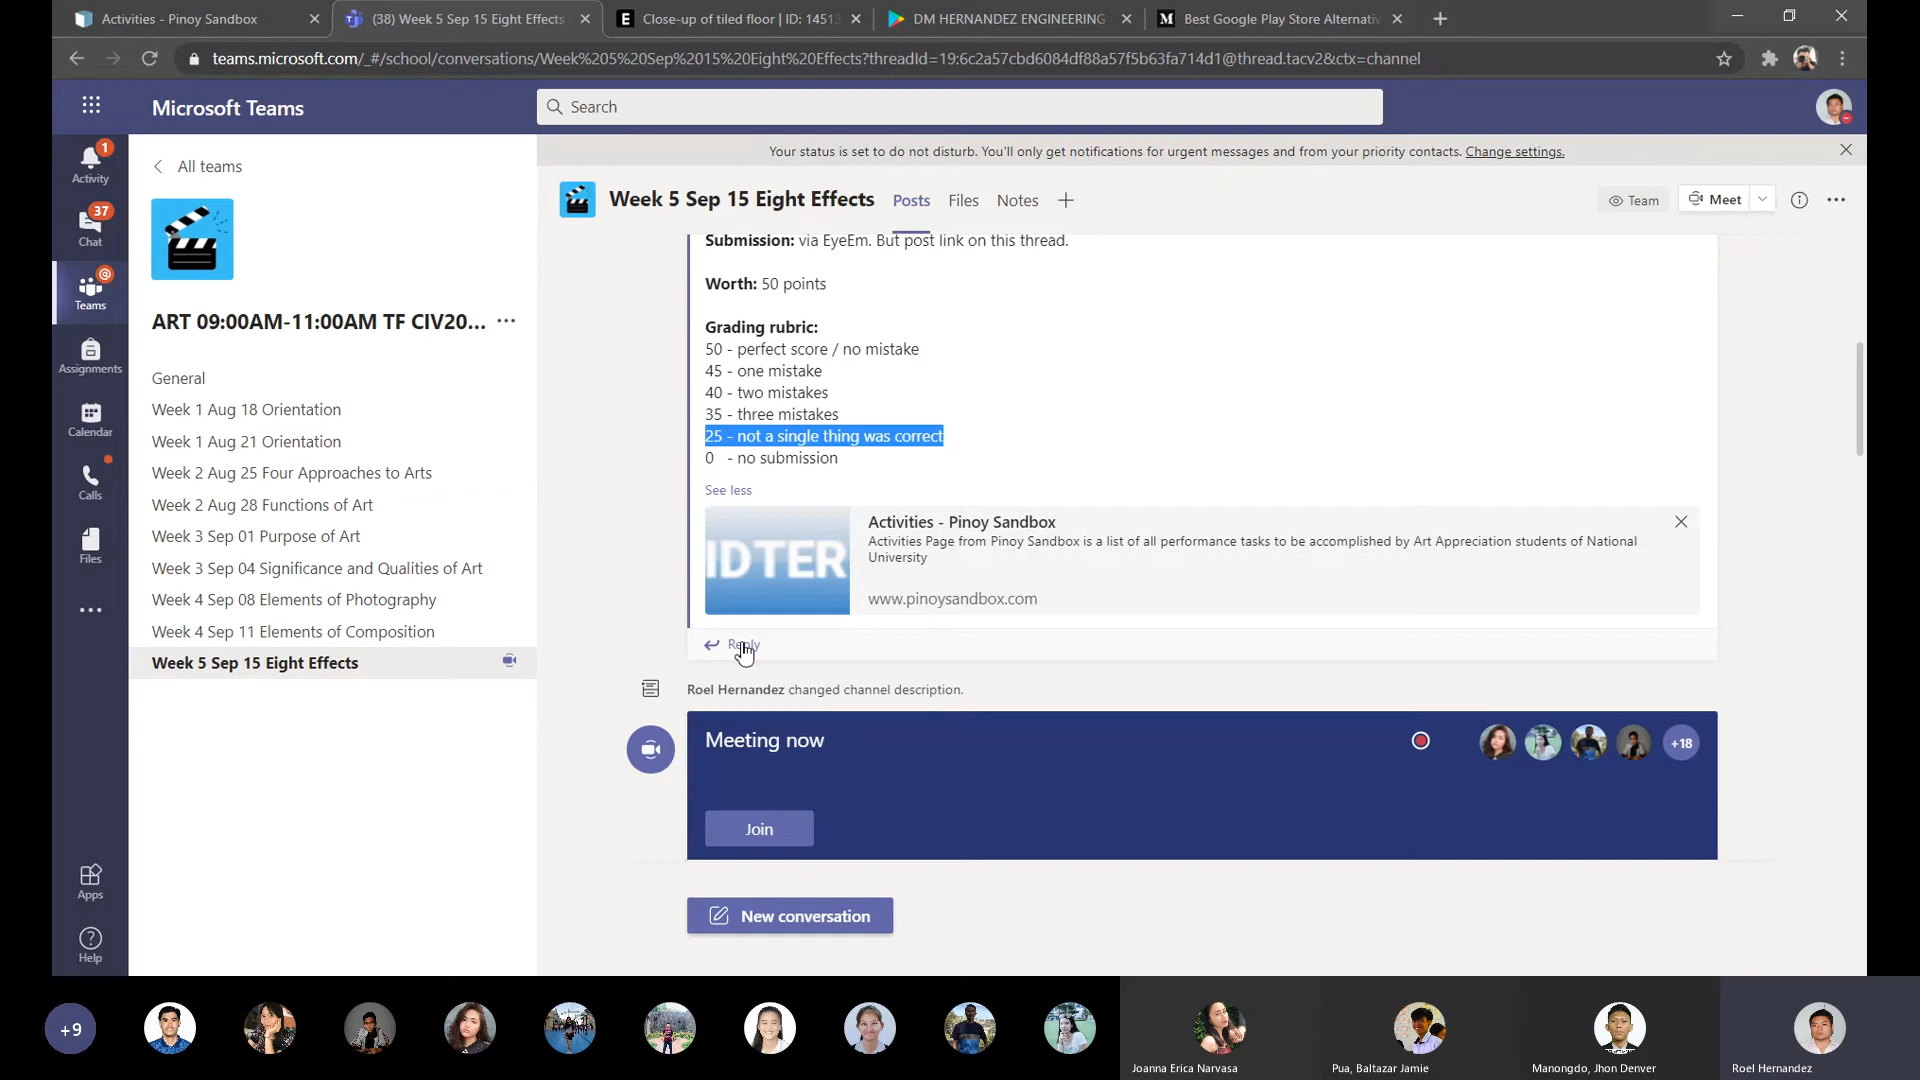 Activities - Pinoy Sandbox
(38) Week 5 Sep 15 Eight Effects
Close-up of tiled floor | ID: 1451
DM HERNANDEZ ENGINEERING
Best Google Play Store Alternativ
teams.microsoft.com/_#/school/conversations/Week%205%20Sep%2015%20Eight%20Effects?threadId=19:6c2a57cbd6084df88a57f5b63fa714d1@thread.tacv2&ctx=channel
Microsoft Teams
Search
Your status is set to do not disturb. You'll only get notifications for urgent messages and from your priority contacts. Change settings.
1
Activity
37
Chat
Teams
Assignments
Calendar
Calls
Files
Apps
Help
All teams
ART 09:00AM-11:00AM TF CIV20...
General
Week 1 Aug 18 Orientation
Week 1 Aug 21 Orientation
Week 2 Aug 25 Four Approaches to Arts
Week 2 Aug 28 Functions of Art
Week 3 Sep 01 Purpose of Art
Week 3 Sep 04 Significance and Qualities of Art
Week 4 Sep 08 Elements of Photography
Week 4 Sep 11 Elements of Composition
Week 5 Sep 15 Eight Effects
Week 5 Sep 15 Eight Effects
Posts
Files
Notes
Team
Meet
Submission: via EyeEm. But post link on this thread.
Worth: 50 points
Grading rubric:
50 - perfect score / no mistake
45 - one mistake
40 - two mistakes
35 - three mistakes
25 - not a single thing was correct
0 - no submission
See less
IDTER
Activities - Pinoy Sandbox
Activities Page from Pinoy Sandbox is a list of all performance tasks to be accomplished by Art Appreciation students of National
University
www.pinoysandbox.com
Reply
Roel Hernandez changed channel description.
Meeting now
+18
Join
New conversation
+9
Joanna Erica Narvasa
Pua, Baltazar Jamie
Manongdo, Jhon Denver
Roel Hernandez